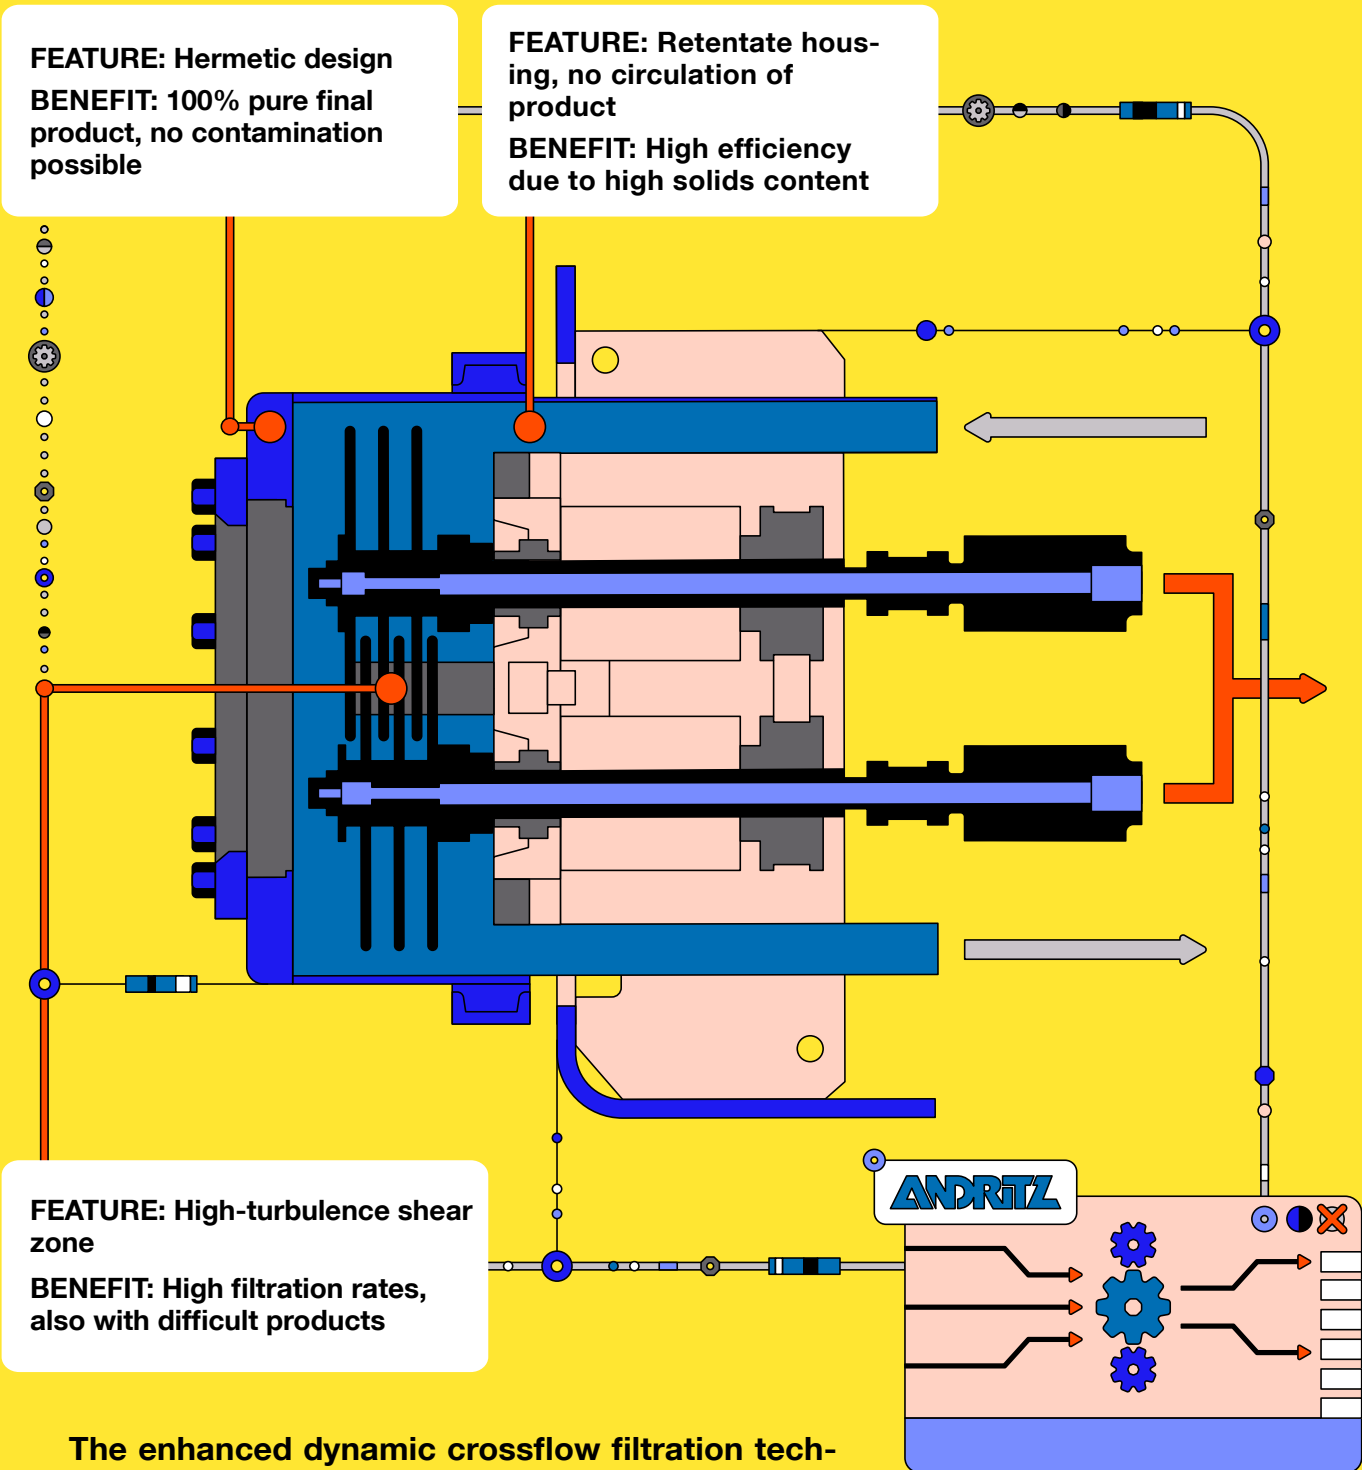 FEATURE: Hermetic design
BENEFIT: 100% pure final
product, no contamination
possible
FEATURE: Retentate hous-
ing, no circulation of
product
BENEFIT: High efficiency
due to high solids content
FEATURE: High-turbulence shear
zone
BENEFIT: High filtration rates,
also with difficult products
ANDRITZ
The enhanced dynamic crossflow filtration tech-